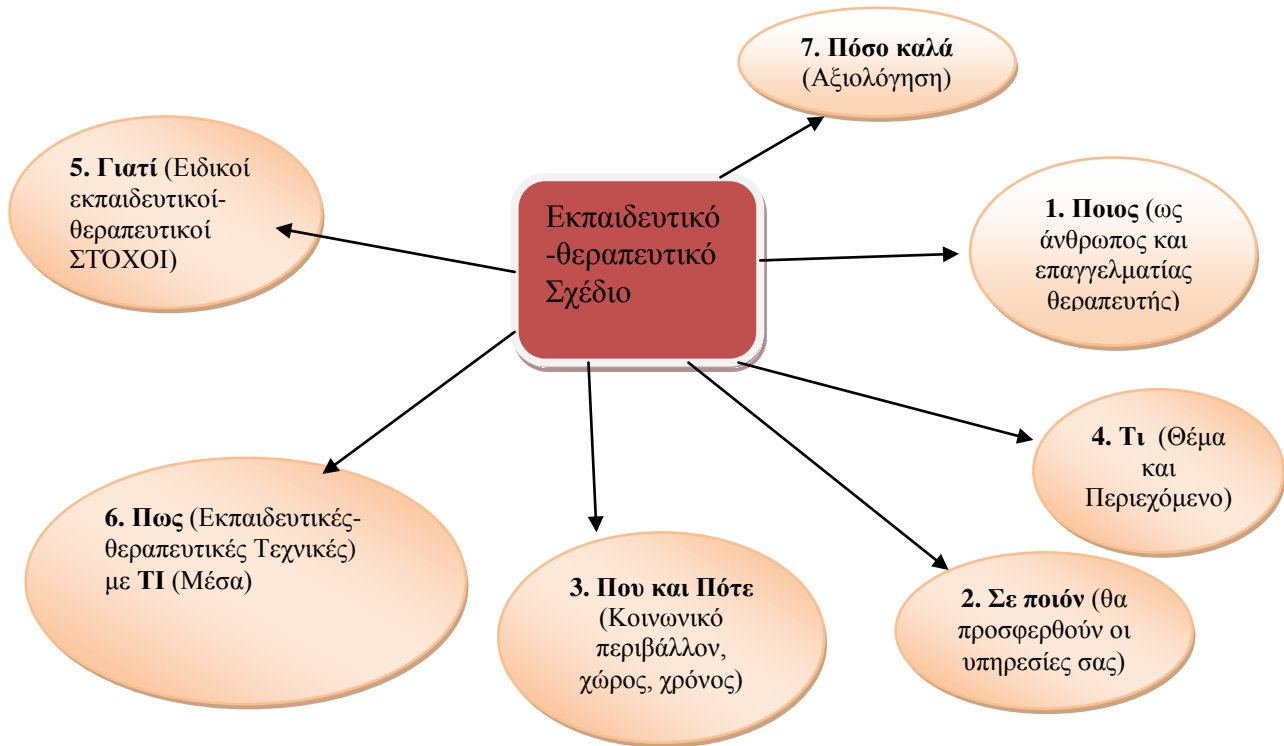 7. Πόσο καλά
(Αξιολόγηση)
5. Γιατί (Ειδικοί
εκπαιδευτικοί-
θεραπευτικοί
ΣΤΌΧΟΙ)
Εκπαιδευτικό
-θεραπευτικό
Σχέδιο
1. Ποιος (ως
άνθρωπος και
επαγγελματίας
θεραπευτής)
4. Τι (Θέμα
και
Περιεχόμενο)
6. Πως (Εκπαιδευτικές-
θεραπευτικές Τεχνικές)
με ΤΙ (Μέσα)
3. Που και Πότε
(Κοινωνικό
περιβάλλον,
χώρος, χρόνος)
2. Σε ποιόν (θα
προσφερθούν οι
υπηρεσίες σας)